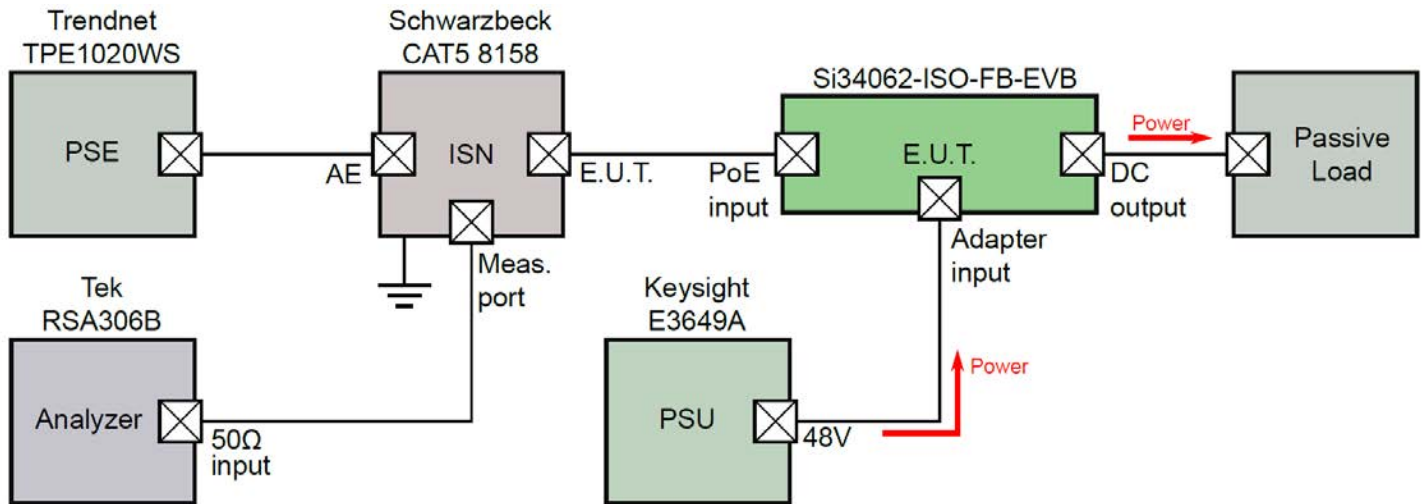 Trendnet
TPE1020WS
PSE
Schwarzbeck
CAT5 8158
AE
ISN
E.U.T.
Meas.
port
Si34062-ISO-FB-EVB
PoE
input
E.U.T.
Adapter
input
DC
output
Power
Passive
Load
Tek
RSA306B
Analyzer
50Ω
input
Keysight
E3649A
PSU
48V
Power